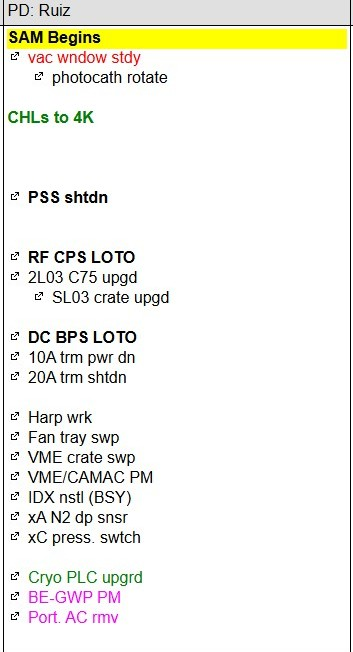 PD: Ruiz
SAM Begins
vac wndow stdy
photocath rotate
CHLs to 4K
PSS shtdn
RF CPS LOTO
2L03 C75 upgd
SL03 crate upgd
DC BPS LOTO
10A trm pwr dn
20A trm shtdn
Harp wrk
Fan tray swp
VME crate swp
VME/CAMAC PM
IDX nstl (BSY)
xA N2 dp snsr
xC press. swtch
Cryo PLC upgrd
BE-GWP PM
Port. AC rmv